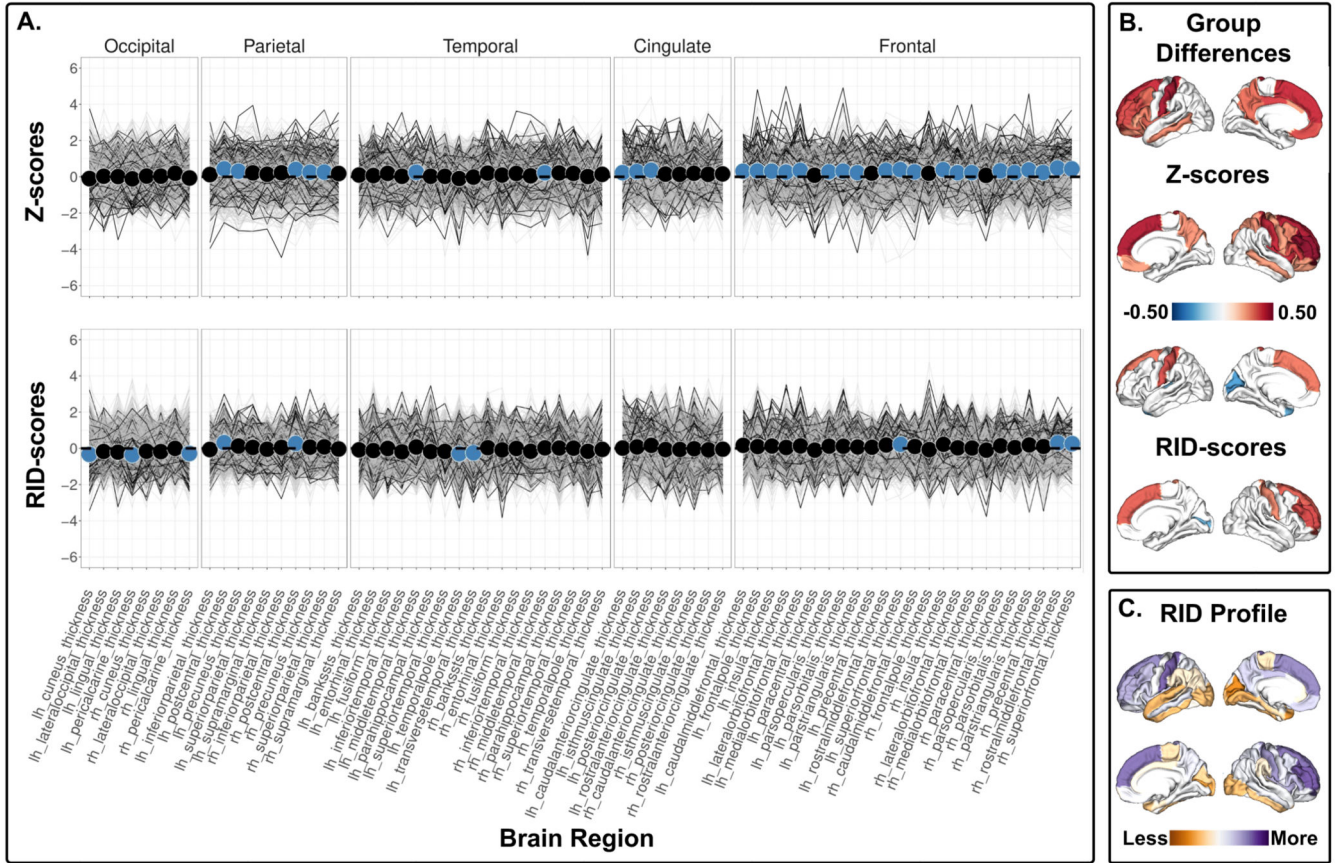 A.
Occipital
Parietal
Temporal
Cingulate
Frontal
Z-scores
6
4
2
0
−2
−4
−6
RID-scores
6
4
2
0
−2
−4
−6
lh_cuneus_thickness
lh_lateraloccipital_thickness
lh_lingual_thickness
lh_pericalcarine_thickness
rh_cuneus_thickness
rh_lateraloccipital_thickness
rh_lingual_thickness
rh_pericalcarine_thickness
lh_inferiorparietal_thickness
lh_postcentral_thickness
lh_precuneus_thickness
lh_superiorparietal_thickness
lh_supramarginal_thickness
rh_inferiorparietal_thickness
rh_postcentral_thickness
rh_precuneus_thickness
rh_superiorparietal_thickness
rh_supramarginal_thickness
lh_bankssts_thickness
lh_entorhinal_thickness
lh_fusiform_thickness
lh_inferiortemporal_thickness
lh_middletemporal_thickness
lh_parahippocampal_thickness
lh_superiortemporal_thickness
lh_temporalpole_thickness
lh_transversetemporal_thickness
rh_bankssts_thickness
rh_entorhinal_thickness
rh_fusiform_thickness
rh_inferiortemporal_thickness
rh_middletemporal_thickness
rh_parahippocampal_thickness
rh_superiortemporal_thickness
rh_temporalpole_thickness
rh_transversetemporal_thickness
lh_caudalanteriorcingulate_thickness
lh_isthmuscingulate_thickness
lh_posteriorcingulate_thickness
lh_rostralanteriorcingulate_thickness
rh_caudalanteriorcingulate_thickness
rh_isthmuscingulate_thickness
rh_posteriorcingulate_thickness
rh_rostralanteriorcingulate_thickness
lh_caudalmiddlefrontal_thickness
lh_frontalpole_thickness
lh_insula_thickness
lh_lateralorbitofrontal_thickness
lh_medialorbitofrontal_thickness
lh_paracentral_thickness
lh_parsopercularis_thickness
lh_parsorbitalis_thickness
lh_parstriangularis_thickness
lh_precentral_thickness
lh_rostralmiddlefrontal_thickness
lh_superiorfrontal_thickness
rh_caudalmiddlefrontal_thickness
rh_frontalpole_thickness
rh_insula_thickness
rh_lateralorbitofrontal_thickness
rh_medialorbitofrontal_thickness
rh_paracentral_thickness
rh_parsopercularis_thickness
rh_parsorbitalis_thickness
rh_parstriangularis_thickness
rh_precentral_thickness
rh_rostralmiddlefrontal_thickness
rh_superiorfrontal_thickness
Brain Region
B.
Group
Differences
Z-scores
-0.50
0.50
RID-scores
C.
RID Profile
Less
More